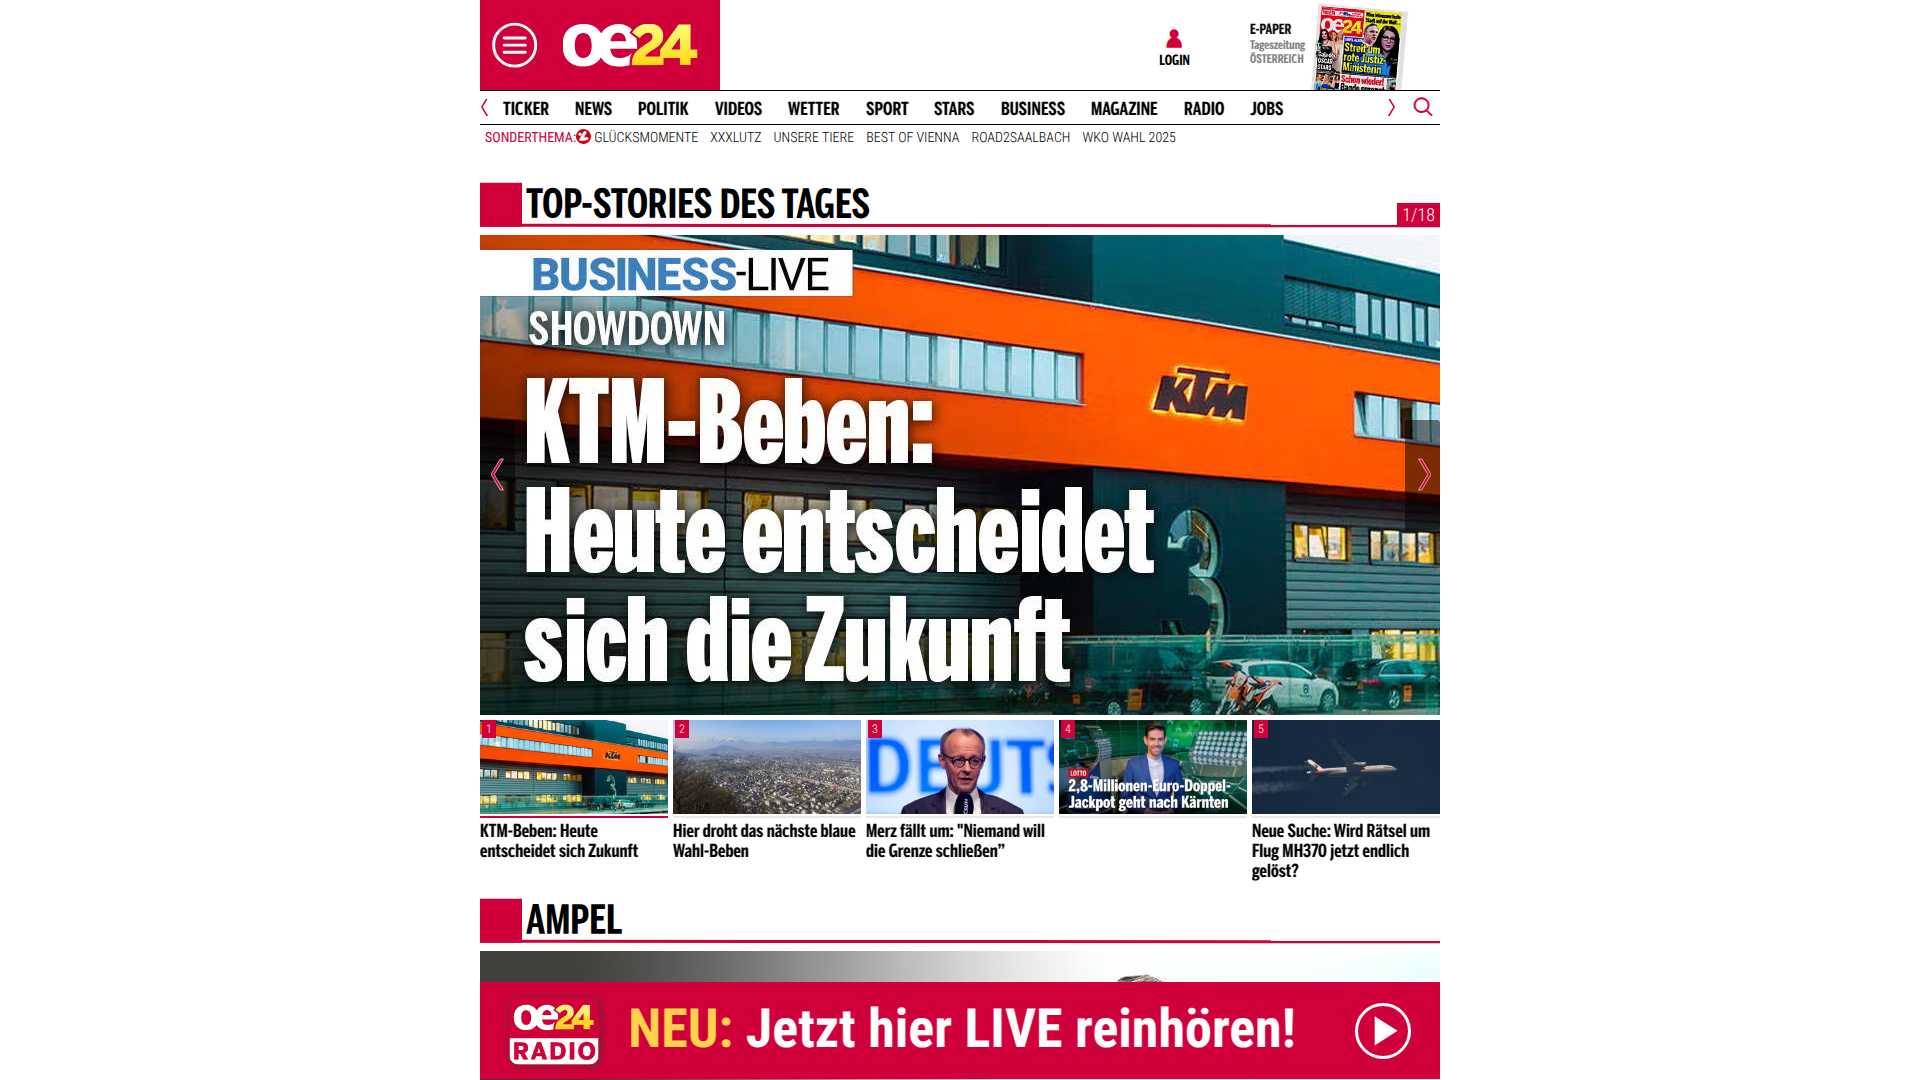 oe24
LOGIN
E-PAPER
Tageszeitung
ÖSTERREICH
oe24
Streit um
rote Justiz-
Ministerin
Schon wieder!
TICKER NEWS POLITIK VIDEOS WETTER SPORT STARS BUSINESS MAGAZINE RADIO JOBS
SONDERTHEMA: GLÜCKSMOMENTE XXXLUTZ UNSERE TIERE BEST OF VIENNA ROAD2SAALBACH WKO WAHL 2025
TOP-STORIES DES TAGES
1/18
BUSINESS-LIVE
SHOWDOWN
KTM
KTM-Beben:
Heute entscheidet
sich die Zukunft
3
1
KTM
2
3
DEUTS
4
LOTTO
2,8-Millionen-Euro-Doppel-
Jackpot geht nach Kärnten
5
KTM-Beben: Heute
entscheidet sich Zukunft
Hier droht das nächste blaue
Wahl-Beben
Merz fällt um: "Niemand will
die Grenze schließen”
Neue Suche: Wird Rätsel um
Flug MH370 jetzt endlich
gelöst?
AMPEL
oe24
RADIO
NEU: Jetzt hier LIVE reinhören!